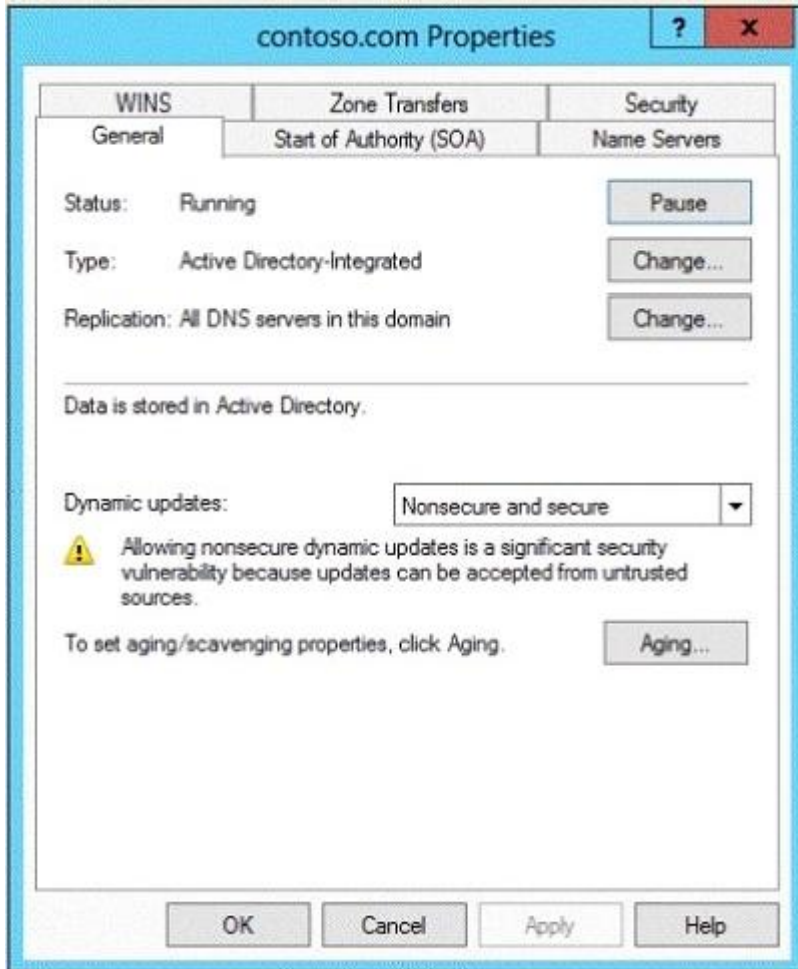 contoso.com Properties
?
x
WINS
Zone Transfers
Security
General
Start of Authority (SOA)
Name Servers
Status: Running
Pause
Type: Active Directory-Integrated
Change...
Replication: All DNS servers in this domain
Change...
Data is stored in Active Directory.
Dynamic updates:
Nonsecure and secure
Allowing nonsecure dynamic updates is a significant security
vulnerability because updates can be accepted from untrusted
sources.
To set aging/scavenging properties, click Aging.
Aging...
OK
Cancel
Apply
Help